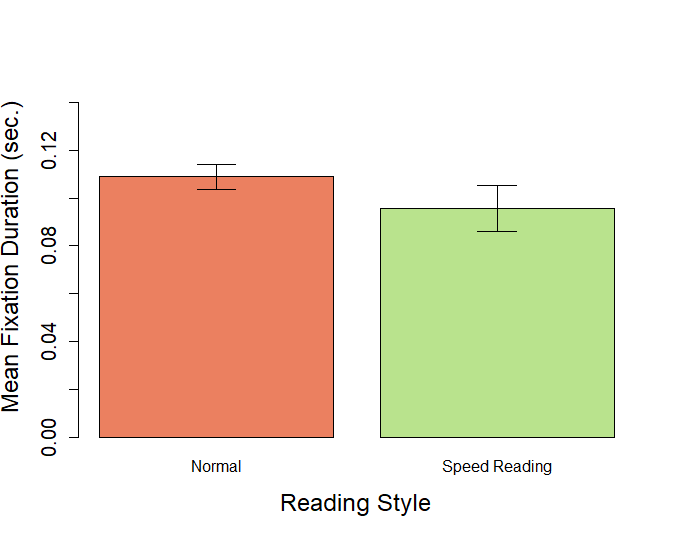 Mean Fixation Duration (sec.)
0.12
0.08
0.04
0.00
Normal
Speed Reading
Reading Style